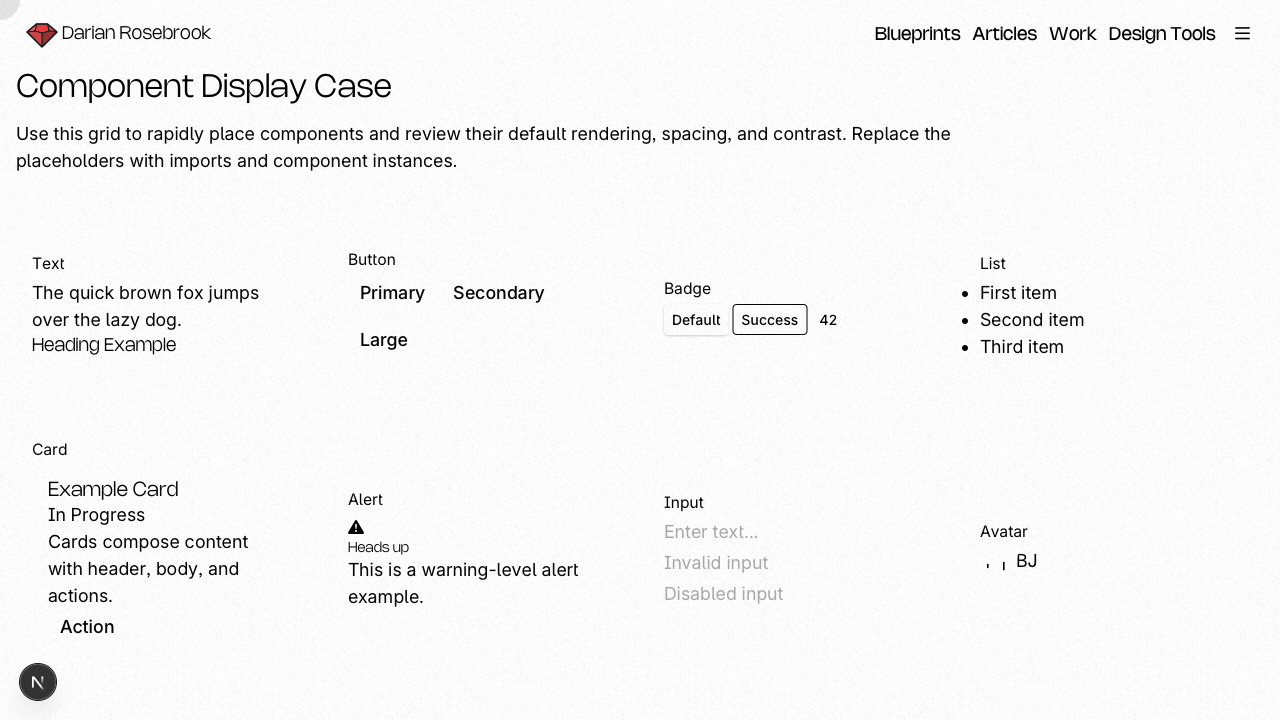 Darian Rosebrook
Blueprints Articles Work Design Tools
Component Display Case
Use this grid to rapidly place components and review their default rendering, spacing, and contrast. Replace the
placeholders with imports and component instances.
Text
The quick brown fox jumps
over the lazy dog.
Heading Example
Button
Primary Secondary
Large
Badge
Default Success 42
List
• First item
• Second item
• Third item
Card
Example Card
In Progress
Cards compose content
with header, body, and
actions.
Action
Alert
Heads up
This is a warning-level alert
example.
Input
Enter text...
Invalid input
Disabled input
Avatar
BJ
N